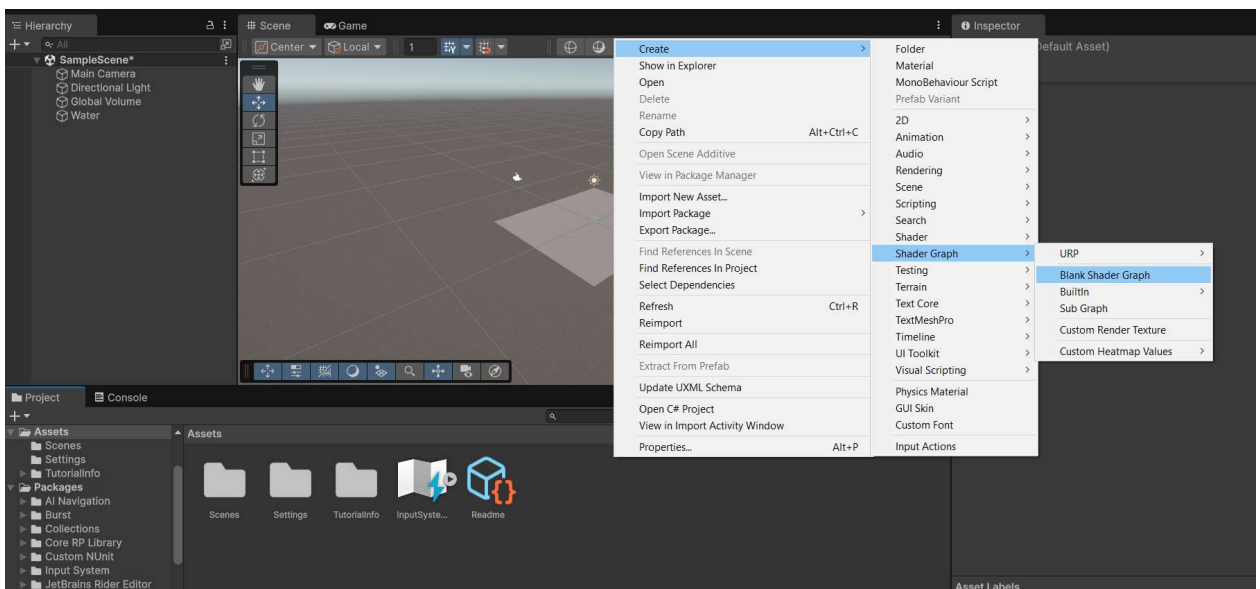 Hierarchy
All
SampleScene*
Main Camera
Directional Light
Global Volume
Water
Scene
Game
Center
Local
1
Create
Show in Explorer
Open
Delete
Rename
Copy Path Alt+Ctrl+C
Open Scene Additive
View in Package Manager
Import New Asset...
Import Package
Export Package...
Find References In Scene
Find References In Project
Select Dependencies
Refresh Ctrl+R
Reimport
Reimport All
Extract From Prefab
Update UXML Schema
Open C# Project
View in Import Activity Window
Properties... Alt+P
Folder
Material
MonoBehaviour Script
Prefab Variant
2D
Animation
Audio
Rendering
Scene
Scripting
Search
Shader
Shader Graph
Testing
Terrain
Text Core
TextMeshPro
Timeline
UI Toolkit
Visual Scripting
Physics Material
GUI Skin
Custom Font
Input Actions
URP
Blank Shader Graph
BuiltIn
Sub Graph
Custom Render Texture
Custom Heatmap Values
Inspector
Default Asset)
Project
Console
Assets
Scenes
Settings
TutorialInfo
Packages
AI Navigation
Burst
Collections
Core RP Library
Custom NUnit
Input System
JetBrains Rider Editor
Assets
Scenes
Settings
TutorialInfo
InputSyste...
Readme
Asset Labels